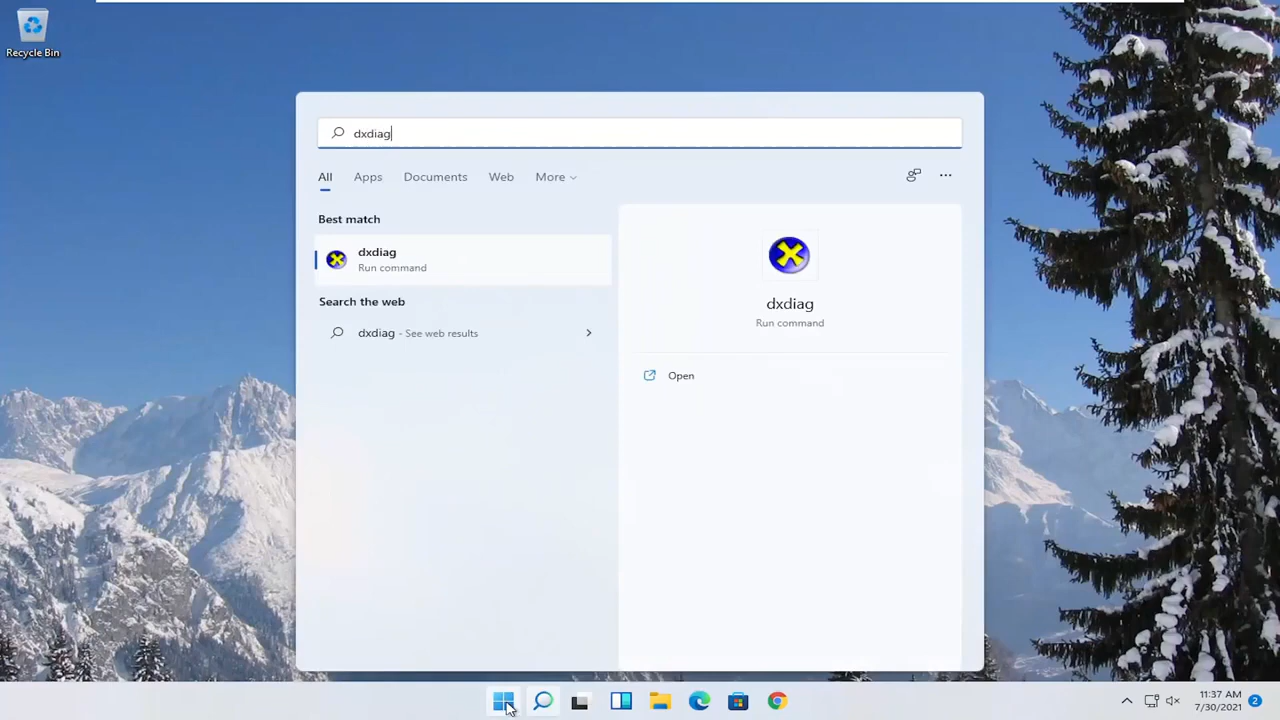 Recycle Bin
dxdiag
All Apps Documents Web More
Best match
dxdiag
Run command
Search the web
dxdiag - See web results
dxdiag
Run command
Open
11:37 AM
7/30/2021
2